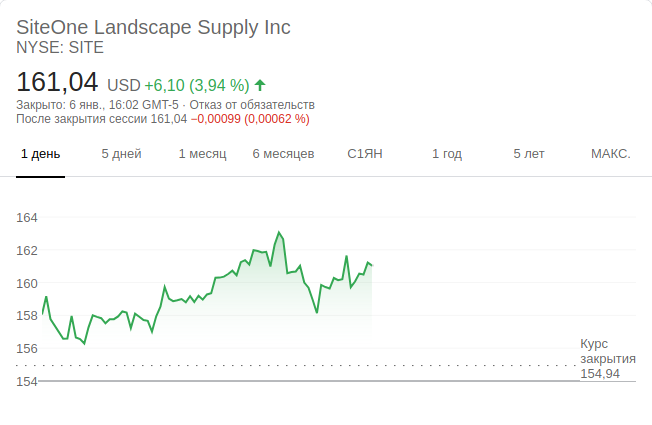 SiteOne Landscape Supply Inc
NYSE: SITE
161,04 USD +6,10 (3,94 %)
Закрыто: 6 янв., 16:02 GMT-5 · Отказ от обязательств
После закрытия сессии 161,04 −0,00099 (0,00062 %)
1 день 5 дней 1 месяц 6 месяцев С1ЯН 1 год 5 лет МАКС.
164
162
160
158
156
154
Курс
закрытия
154,94